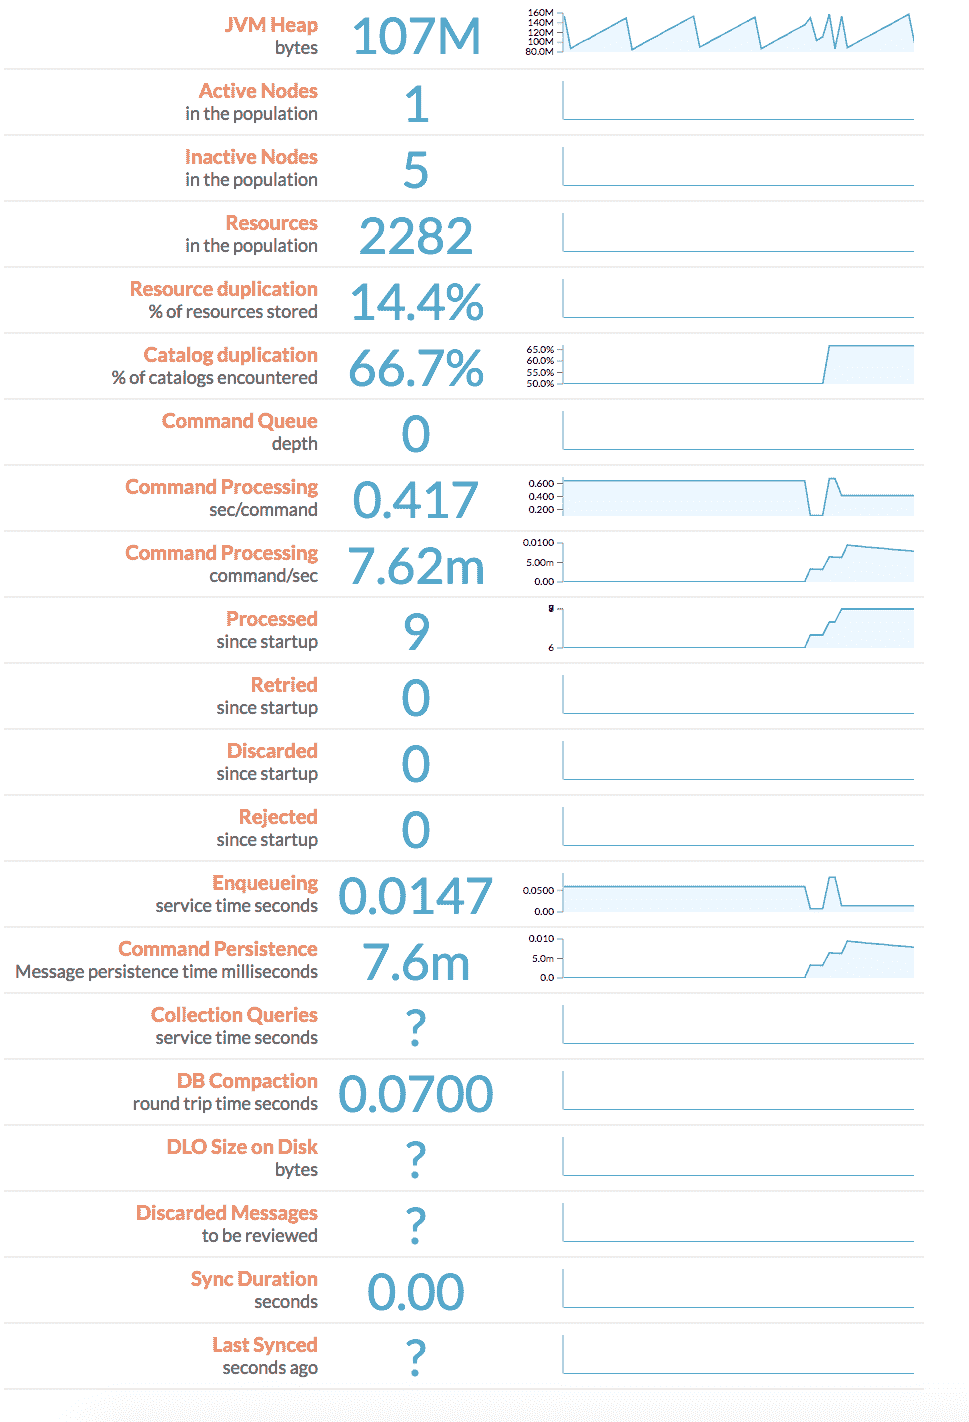 JVM Heap
bytes
107M
160M
140M
120M
100M
80.0M
Active Nodes
in the population
1
Inactive Nodes
in the population
5
Resources
in the population
2282
Resource duplication
% of resources stored
14.4%
Catalog duplication
% of catalogs encountered
66.7%
65.0%
60.0%
55.0%
50.0%
Command Queue
depth
0
Command Processing
sec/command
0.417
0.600
0.400
0.200
Command Processing
command/sec
7.62m
0.0100
5.00m
0.00
Processed
since startup
9
6
Retried
since startup
0
Discarded
since startup
0
Rejected
since startup
0
Enqueueing
service time seconds
0.0147
0.0500
0.00
Command Persistence
Message persistence time milliseconds
7.6m
0.010
5.0m
0.0
Collection Queries
service time seconds
?
DB Compaction
round trip time seconds
0.0700
DLO Size on Disk
bytes
?
Discarded Messages
to be reviewed
?
Sync Duration
seconds
0.00
Last Synced
seconds ago
?